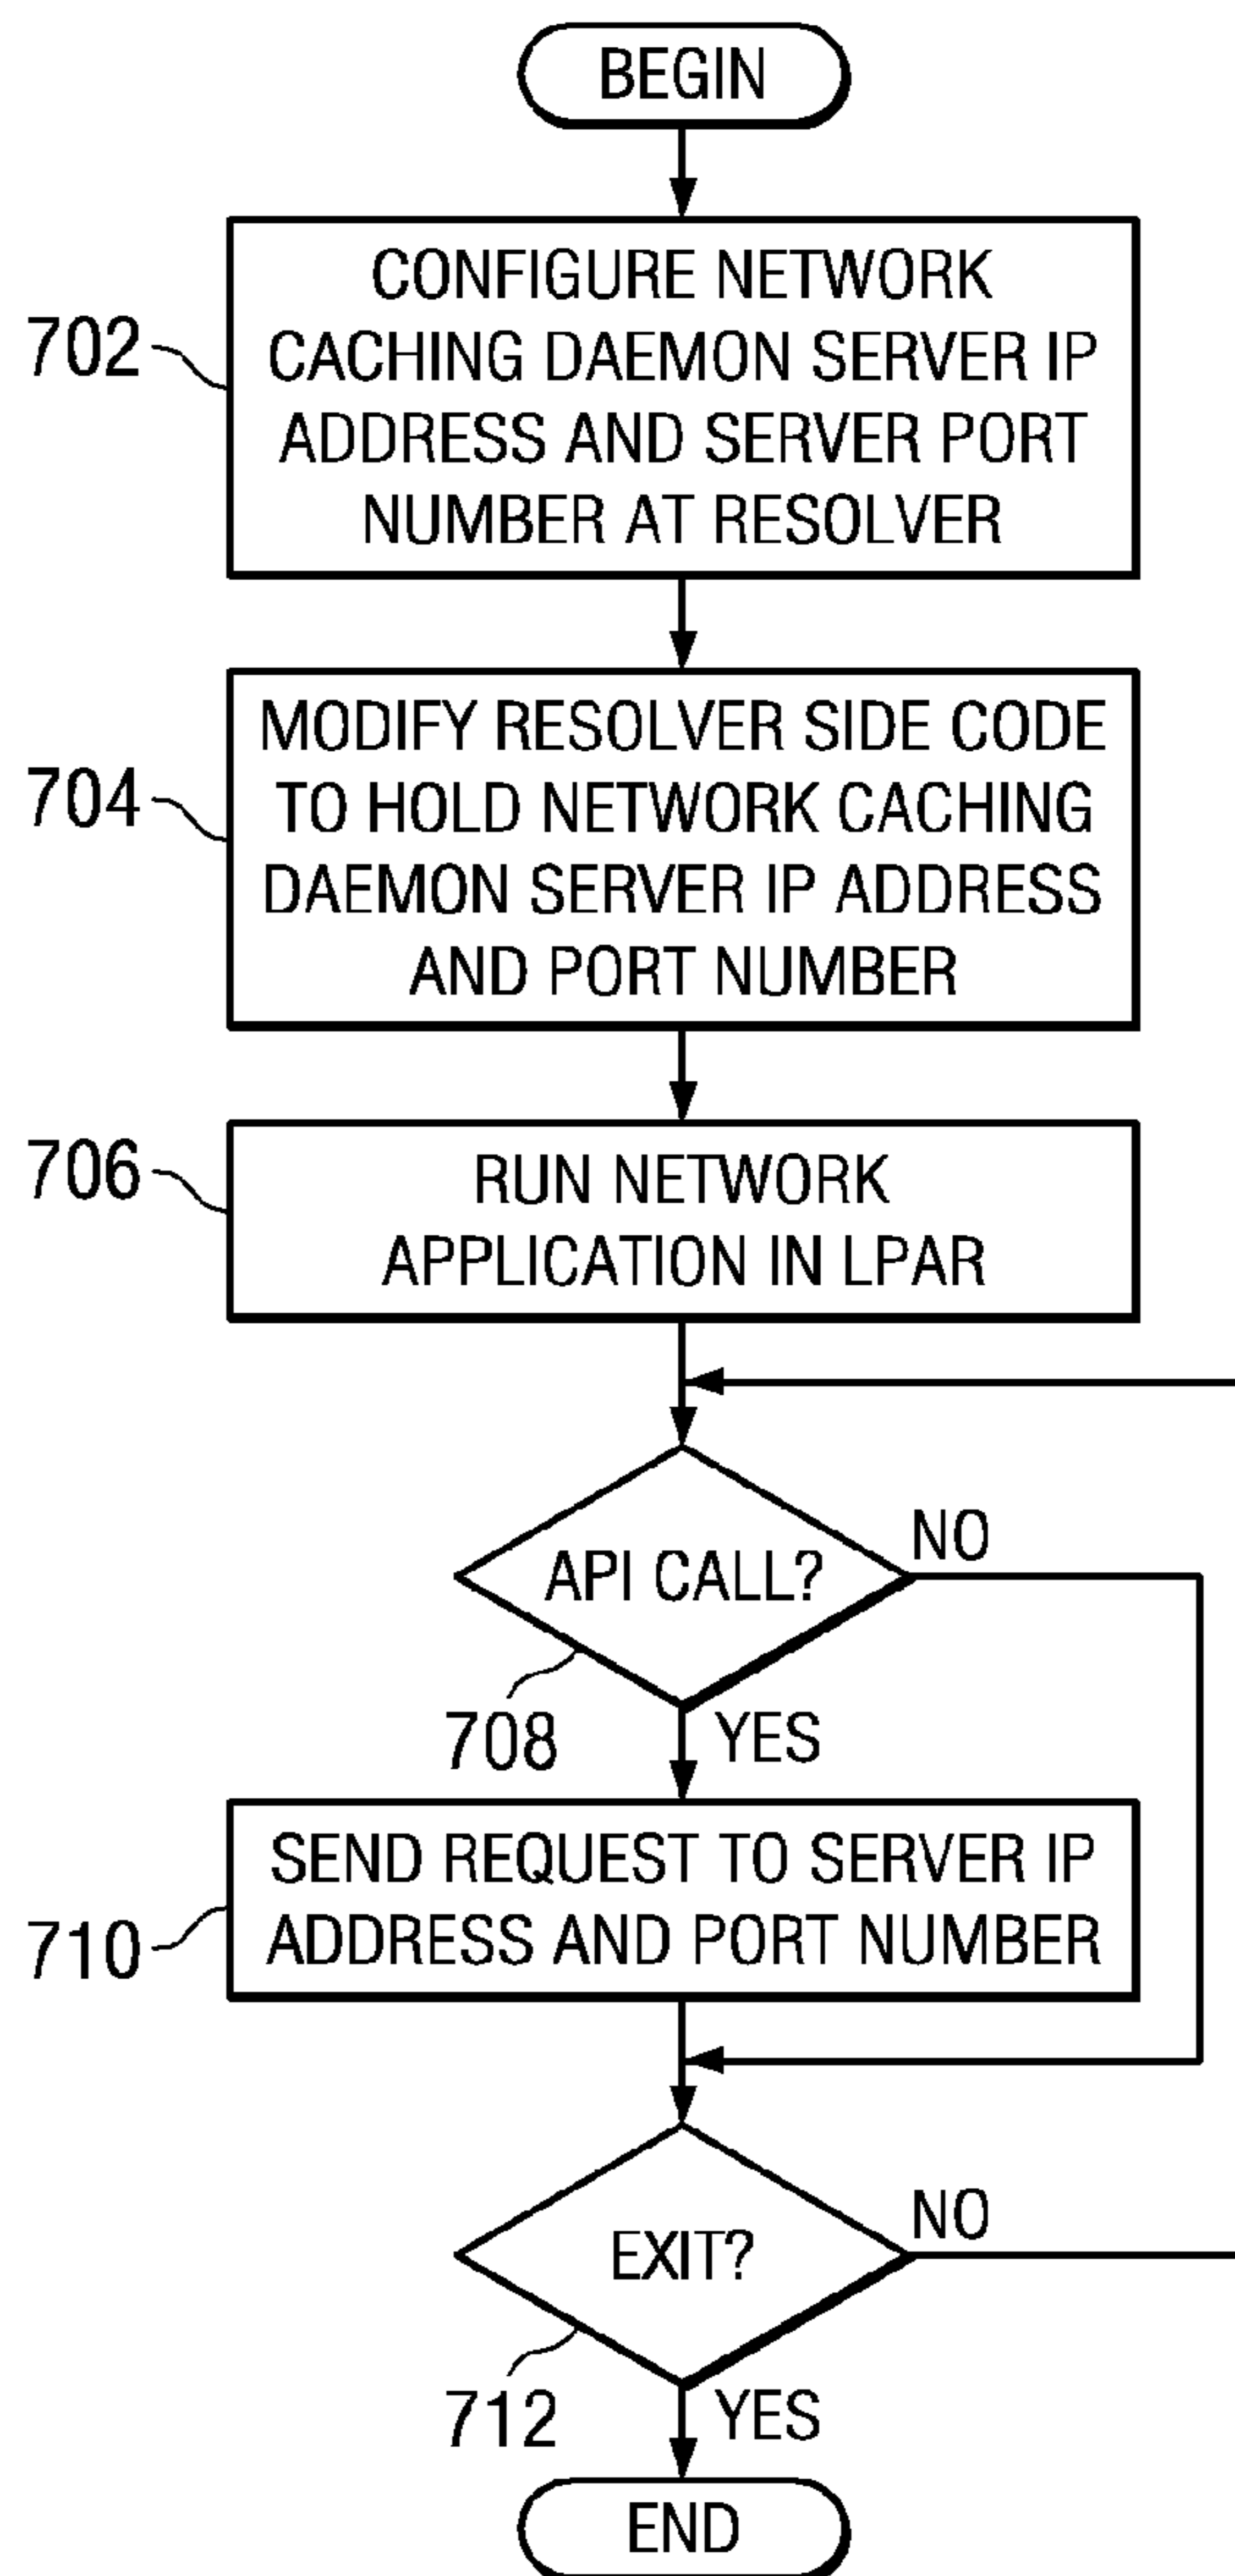 BEGIN
702
CONFIGURE NETWORK
CACHING DAEMON SERVER IP
ADDRESS AND SERVER PORT
NUMBER AT RESOLVER
704
MODIFY RESOLVER SIDE CODE
TO HOLD NETWORK CACHING
DAEMON SERVER IP ADDRESS
AND PORT NUMBER
706
RUN NETWORK
APPLICATION IN LPAR
API CALL?
NO
708
YES
710
SEND REQUEST TO SERVER IP
ADDRESS AND PORT NUMBER
EXIT?
NO
712
YES
END